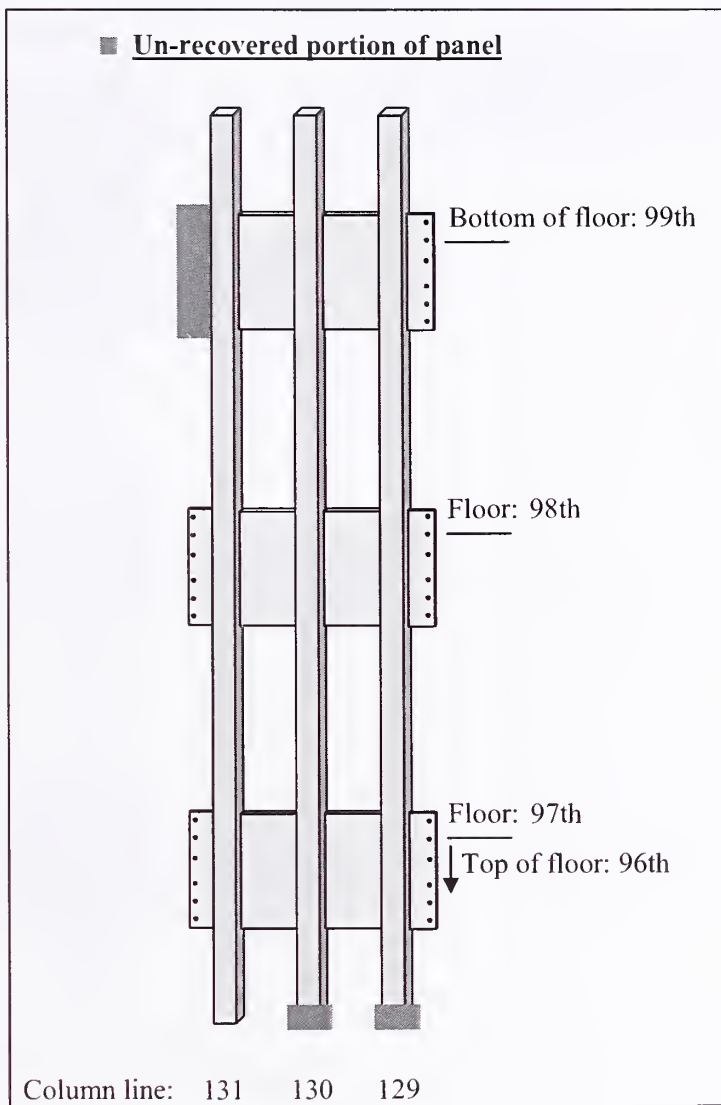 Un-recovered portion of panel
Bottom of floor: 99th
Floor: 98th
Floor: 97th
Top of floor: 96th
Column line: 131 130 129